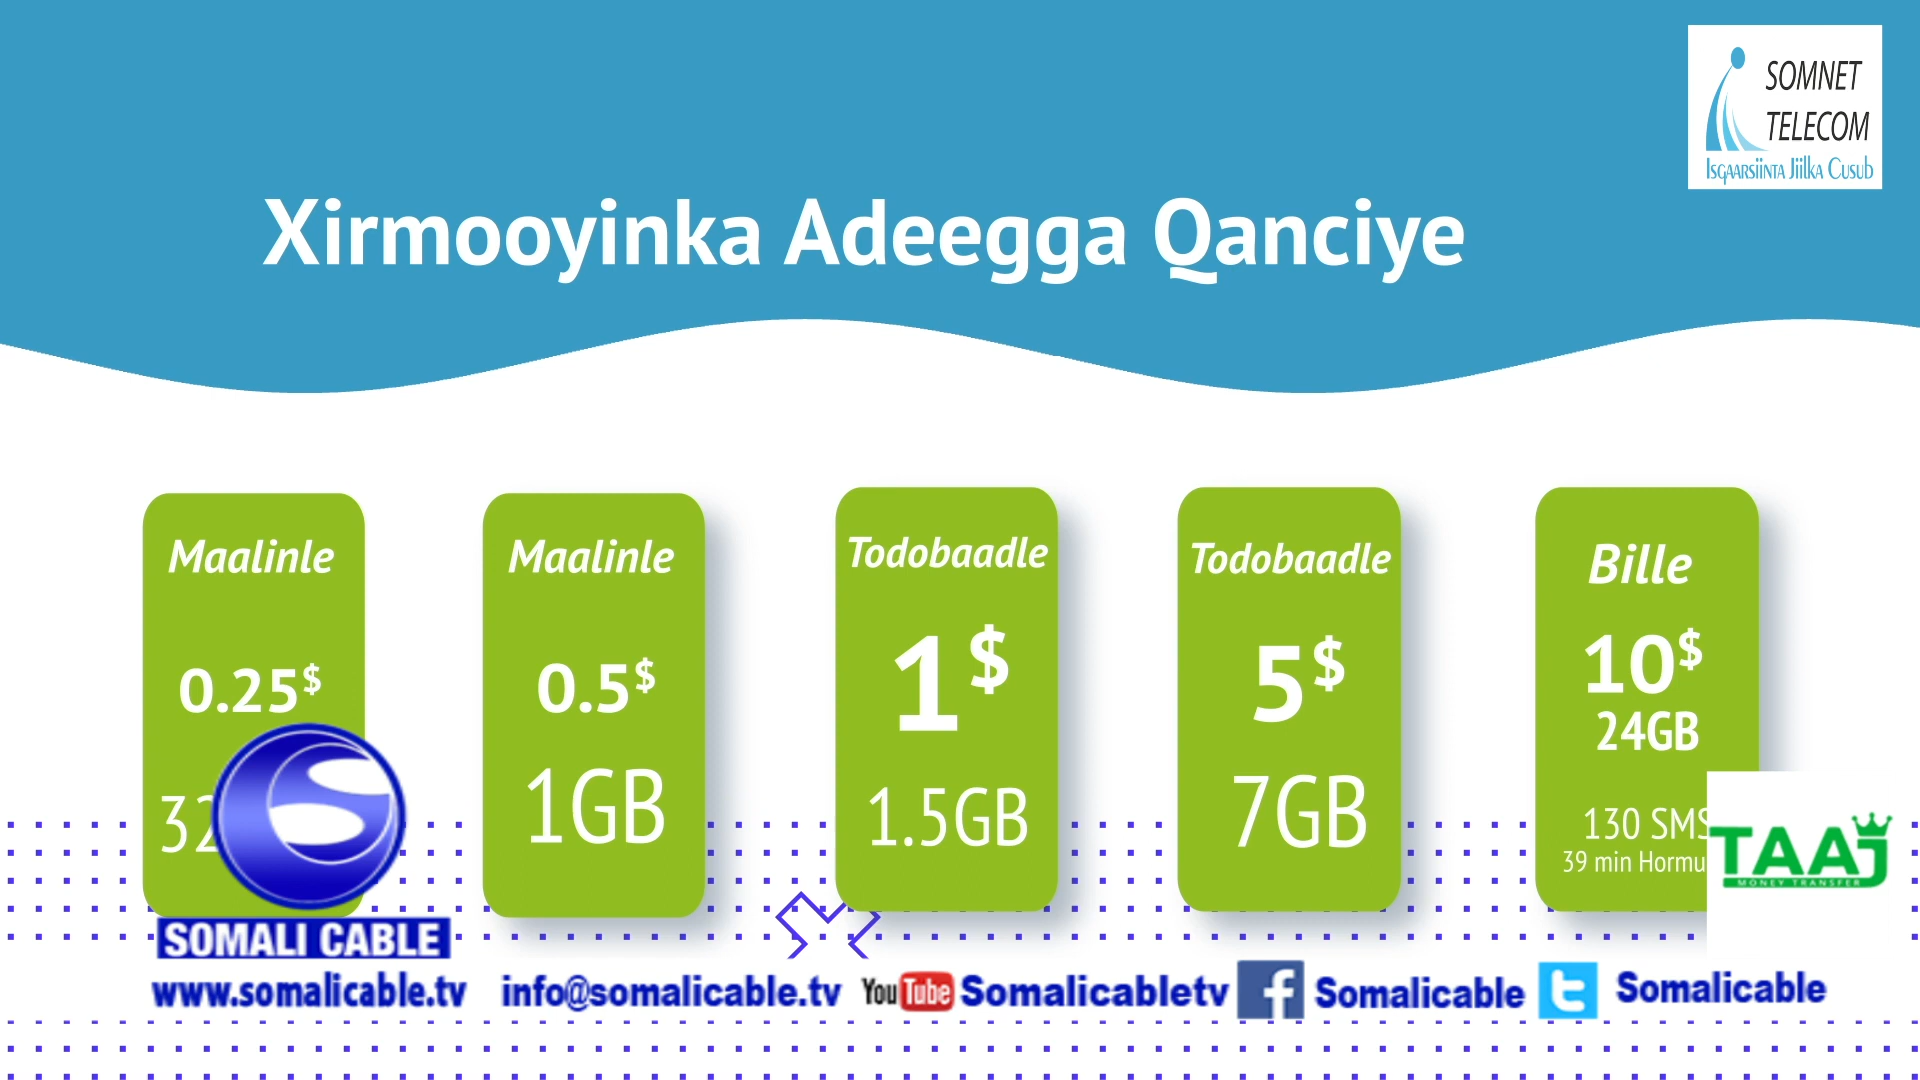 SOMNET
TELECOM
Isgaarsiinta Jiilka Cusub
Xirmooyinka Adeegga Qanciye
Maalinle
0.25$
Maalinle
0.5$
1GB
Todobaadle
1$
1.5GB
Todobaadle
5$
7GB
Bille
10$
24GB
130 SMS
39 min
TAAJ
MONEY TRANSFER
SOMALI CABLE
www.somalicable.tv info@somalicable.tv YouTube Somalicabletv f Somalicable t Somalicable